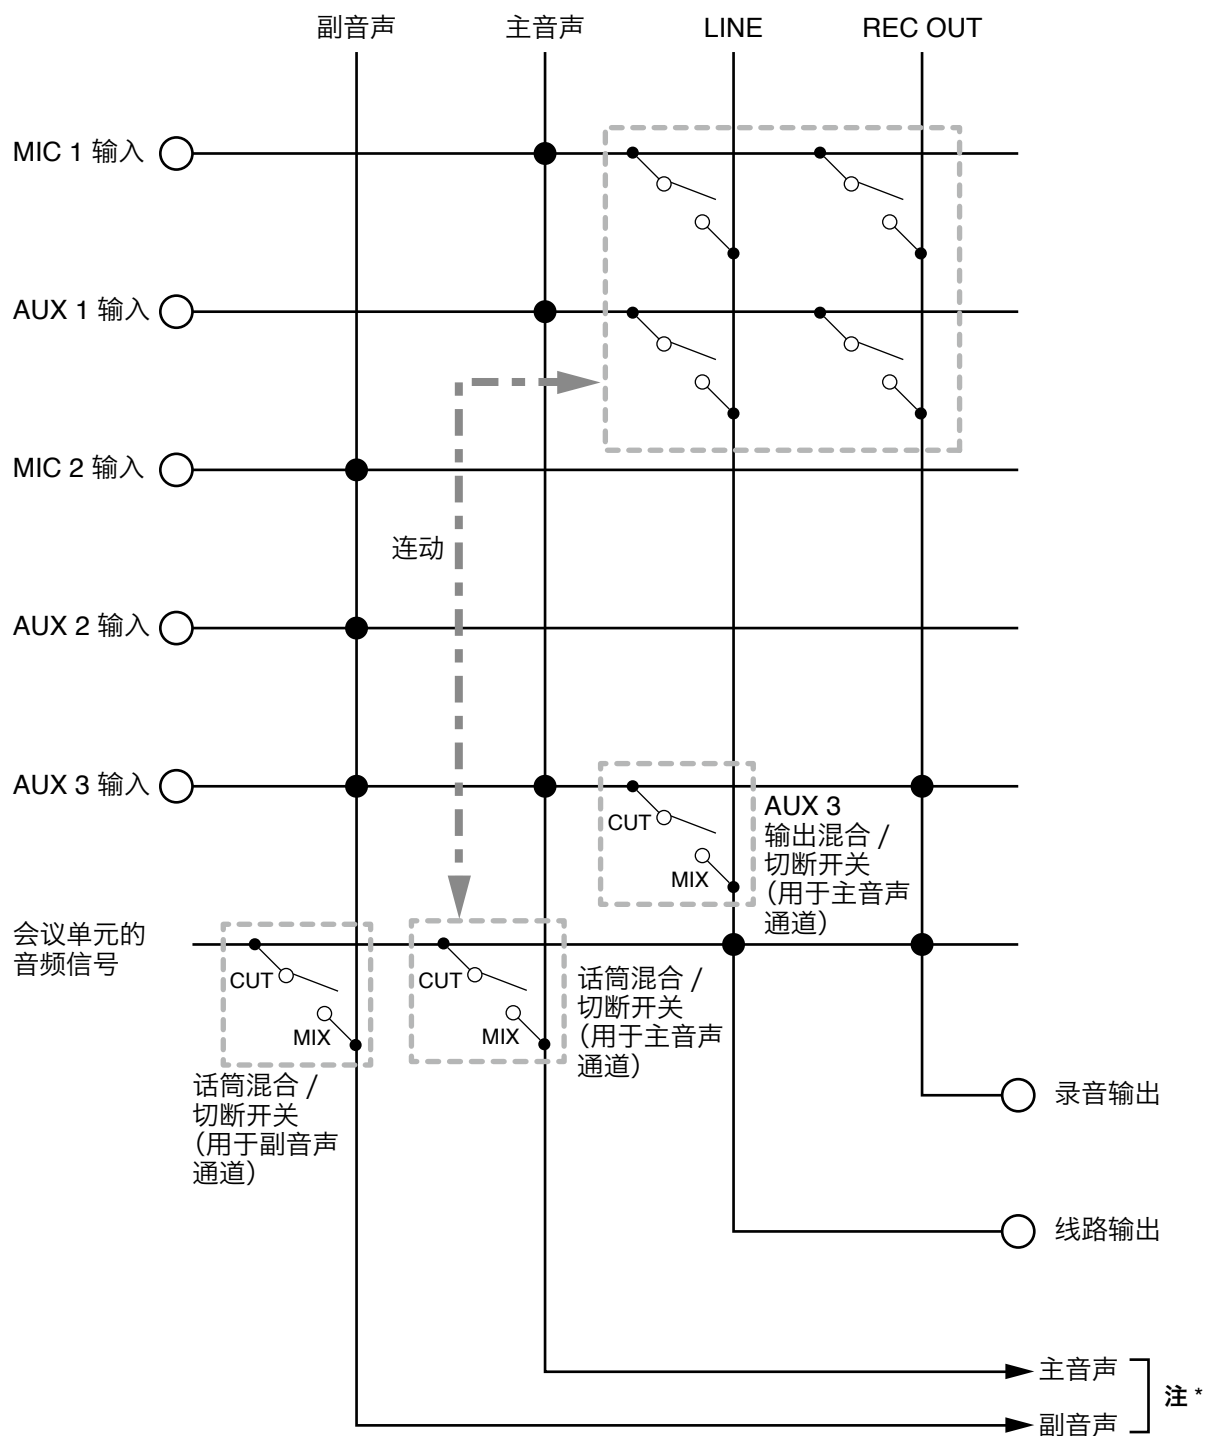 副音声
主音声
LINE
REC OUT
MIC 1 输入
AUX 1 输入
MIC 2 输入
连动
AUX 2 输入
AUX 3 输入
CUT
MIX
AUX 3
输出混合 /
切断开关
(用于主音声
通道)
会议单元的
音频信号
CUT
MIX
CUT
MIX
话筒混合 /
切断开关
(用于主音声
通道)
话筒混合 /
切断开关
(用于副音声
通道)
录音输出
线路输出
主音声
副音声
注 *